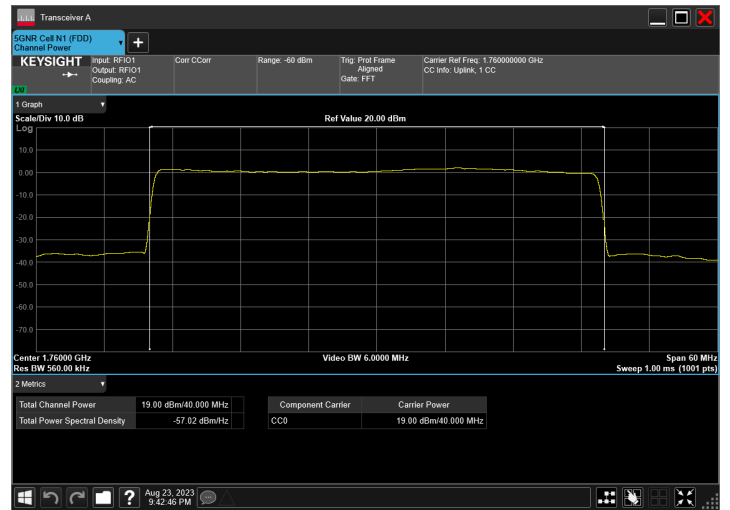 Transceiver A
5GNR Cell N1 (FDD)
Channel Power
KEYSIGHT
LXI
Input: RFIO1
Output: RFIO1
Coupling: AC
Corr CCorr
Range: -60 dBm
Trig: Prot Frame
Aligned
Gate: FFT
Carrier Ref Freq: 1.760000000 GHz
CC Info: Uplink, 1 CC
1 Graph
Scale/Div 10.0 dB
Ref Value 20.00 dBm
Log
10.0
0.00
-10.0
-20.0
-30.0
-40.0
-50.0
-60.0
-70.0
Center 1.76000 GHz
Video BW 6.0000 MHz
Span 60 MHz
Res BW 560.00 kHz
Sweep 1.00 ms (1001 pts)
2 Metrics
Total Channel Power 19.00 dBm/40.000 MHz
Total Power Spectral Density -57.02 dBm/Hz
Component Carrier Carrier Power
CC0 19.00 dBm/40.000 MHz
?
Aug 23, 2023
9:42:46 PM